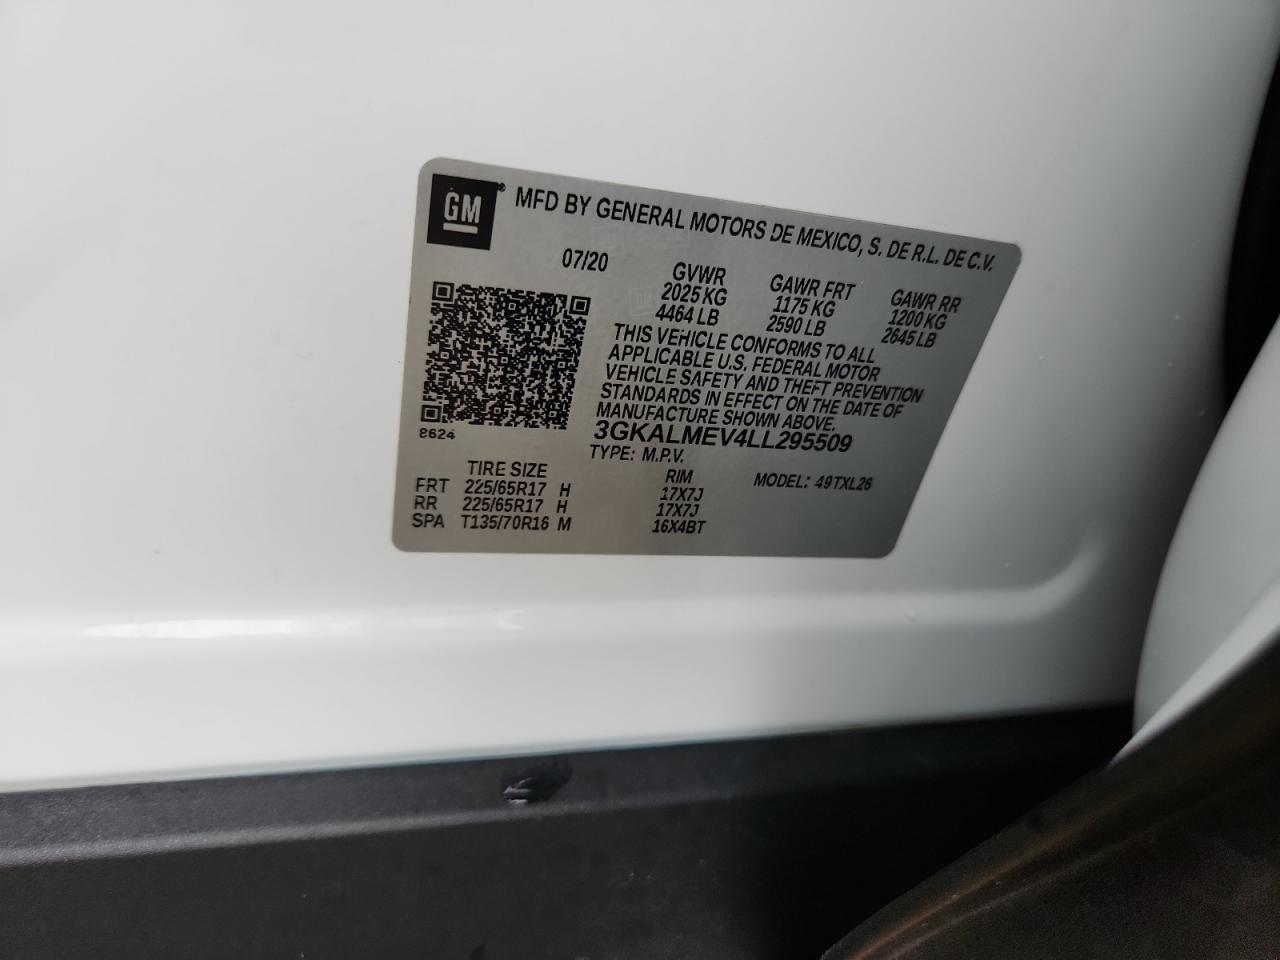 GM® MFD BY GENERAL MOTORS DE MEXICO, S. DE R.L. DE C.V.
07/20
GVWR
2025 KG
4464 LB
GAWR FRT
1175 KG
2590 LB
GAWR RR
1200 KG
2645 LB
THIS VEHICLE CONFORMS TO ALL
APPLICABLE U.S. FEDERAL MOTOR
VEHICLE SAFETY AND THEFT PREVENTION
STANDARDS IN EFFECT ON THE DATE OF
MANUFACTURE SHOWN ABOVE.
8624
3GKALMEV4LL295509
TYPE: M.P.V.
TIRE SIZE RIM MODEL: 49TXL26
FRT 225/65R17 H 17X7J
RR 225/65R17 H 17X7J
SPA T135/70R16 M 16X4BT